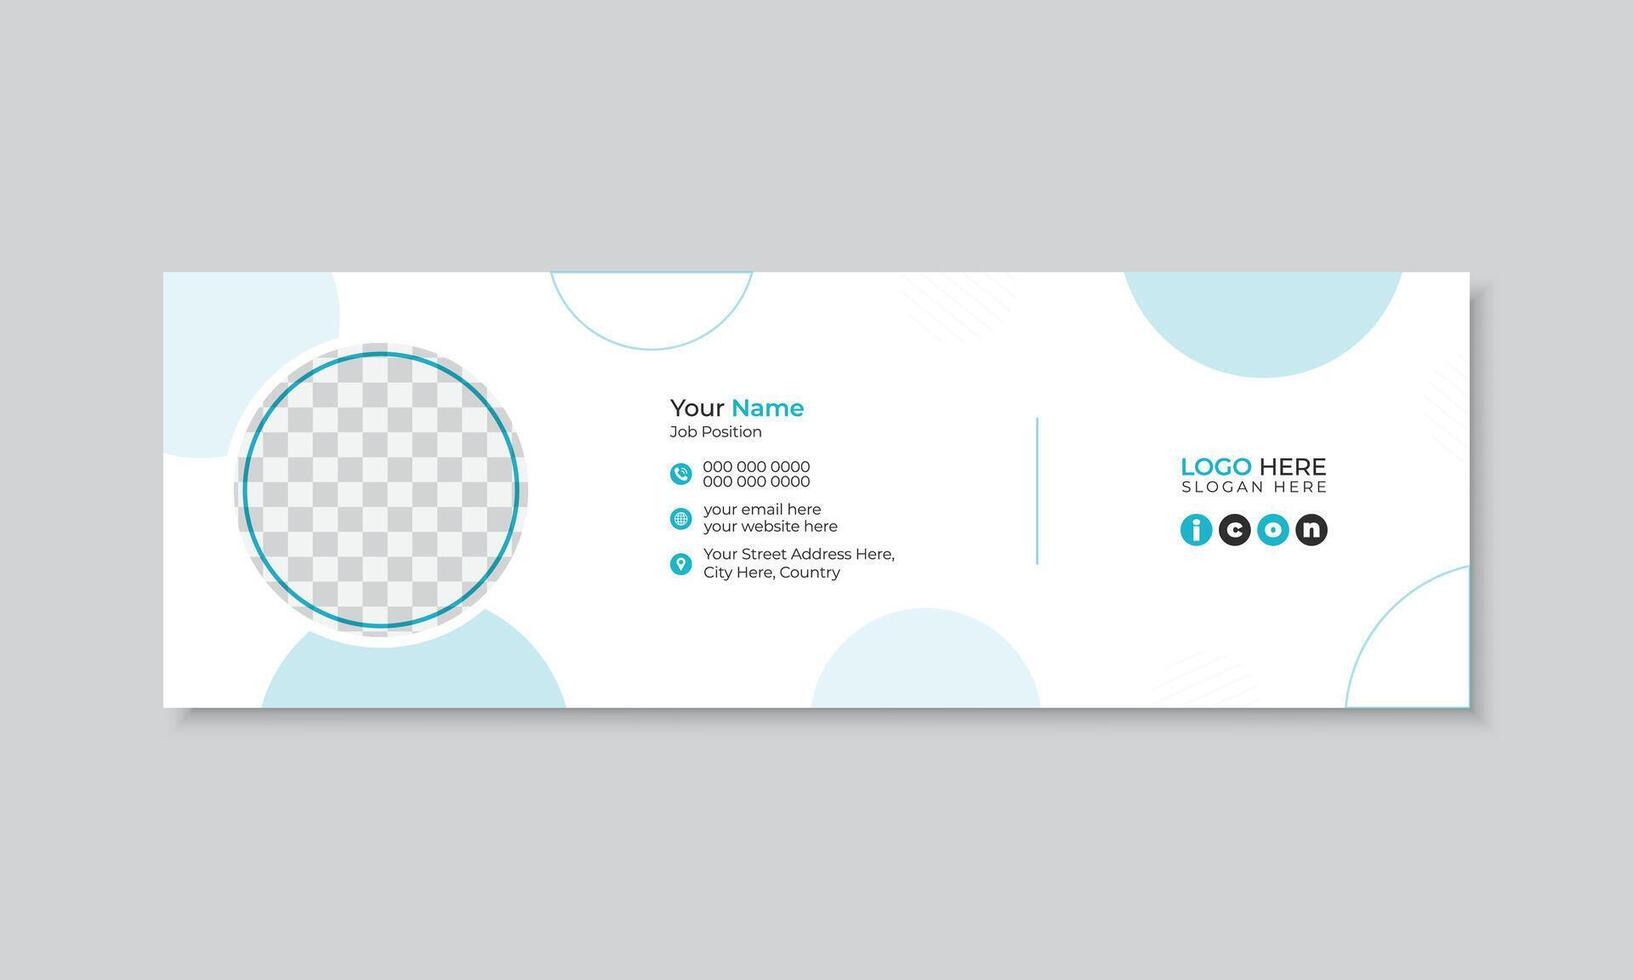 Your Name
Job Position
000 000 0000
000 000 0000
your email here
your website here
Your Street Address Here,
City Here, Country
LOGO HERE
SLOGAN HERE
icon